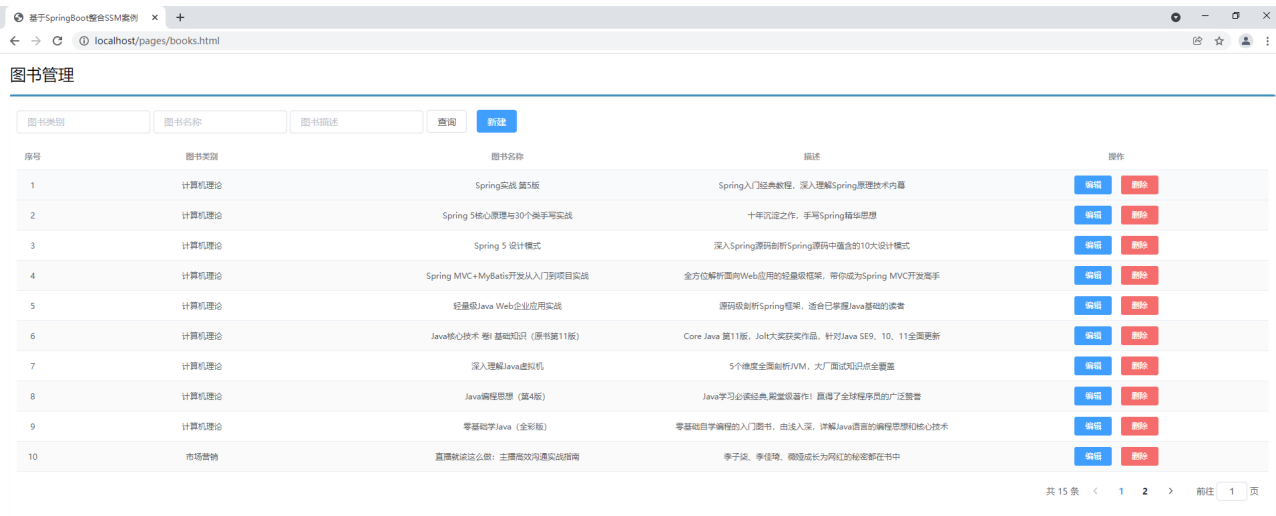 基于SpringBoot整合SSM案例
localhost/pages/books.html
图书管理
图书类别 图书名称 图书描述 查询 新建
序号 图书类别 图书名称 描述 操作
1 计算机理论 Spring实战 第5版 Spring入门经典教程，深入理解Spring原理技术内幕 编辑 删除
2 计算机理论 Spring 5核心原理与30个类手写实战 十年沉淀之作，手写Spring精华思想 编辑 删除
3 计算机理论 Spring 5 设计模式 深入Spring源码剖析Spring源码中蕴含的10大设计模式 编辑 删除
4 计算机理论 Spring MVC+MyBatis开发从入门到项目实战 全方位解析面向Web应用的轻量级框架，带你成为Spring MVC开发高手 编辑 删除
5 计算机理论 轻量级Java Web企业应用实战 源码级剖析Spring框架，适合已掌握Java基础的读者 编辑 删除
6 计算机理论 Java核心技术 卷I 基础知识（原书第11版） Core Java 第11版，Jolt大奖获奖作品，针对Java SE9、10、11全面更新 编辑 删除
7 计算机理论 深入理解Java虚拟机 5个维度全面剖析JVM，大厂面试知识点全覆盖 编辑 删除
8 计算机理论 Java编程思想（第4版） Java学习必读经典,殿堂级著作！赢得了全球程序员的广泛赞誉 编辑 删除
9 计算机理论 零基础学Java（全彩版） 零基础自学编程的入门图书，由浅入深，详解Java语言的编程思想和核心技术 编辑 删除
10 市场营销 直播就该这么做：主播高效沟通实战指南 李子柒、李佳琦、薇娅成长为网红的秘密都在书中 编辑 删除
共 15 条 1 2 前往 1 页